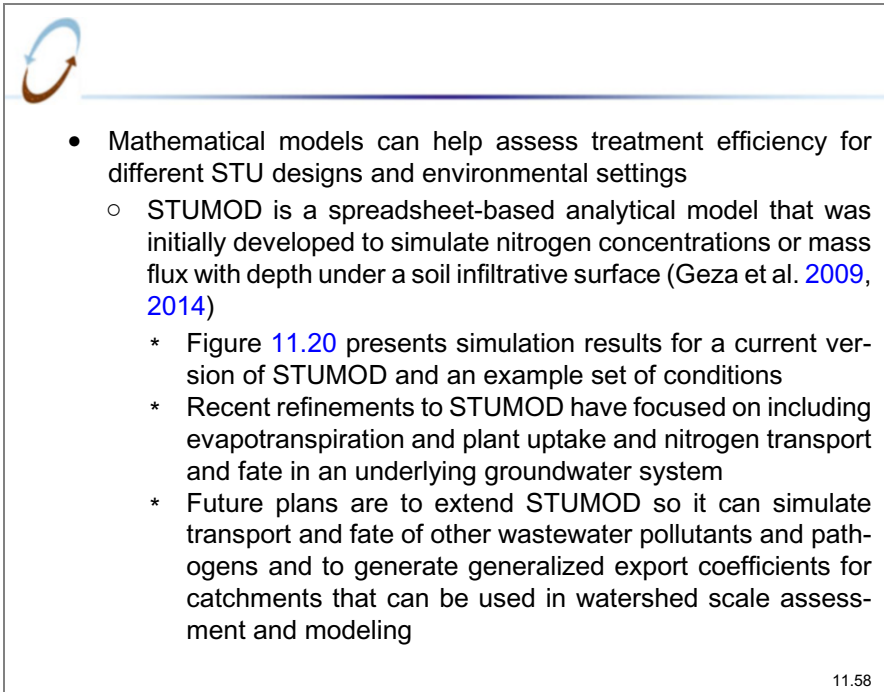 • Mathematical models can help assess treatment efficiency for
different STU designs and environmental settings
○ STUMOD is a spreadsheet-based analytical model that was
initially developed to simulate nitrogen concentrations or mass
flux with depth under a soil infiltrative surface (Geza et al. 2009,
2014)
* Figure 11.20 presents simulation results for a current ver-
sion of STUMOD and an example set of conditions
* Recent refinements to STUMOD have focused on including
evapotranspiration and plant uptake and nitrogen transport
and fate in an underlying groundwater system
* Future plans are to extend STUMOD so it can simulate
transport and fate of other wastewater pollutants and path-
ogens and to generate generalized export coefficients for
catchments that can be used in watershed scale assess-
ment and modeling
11.58